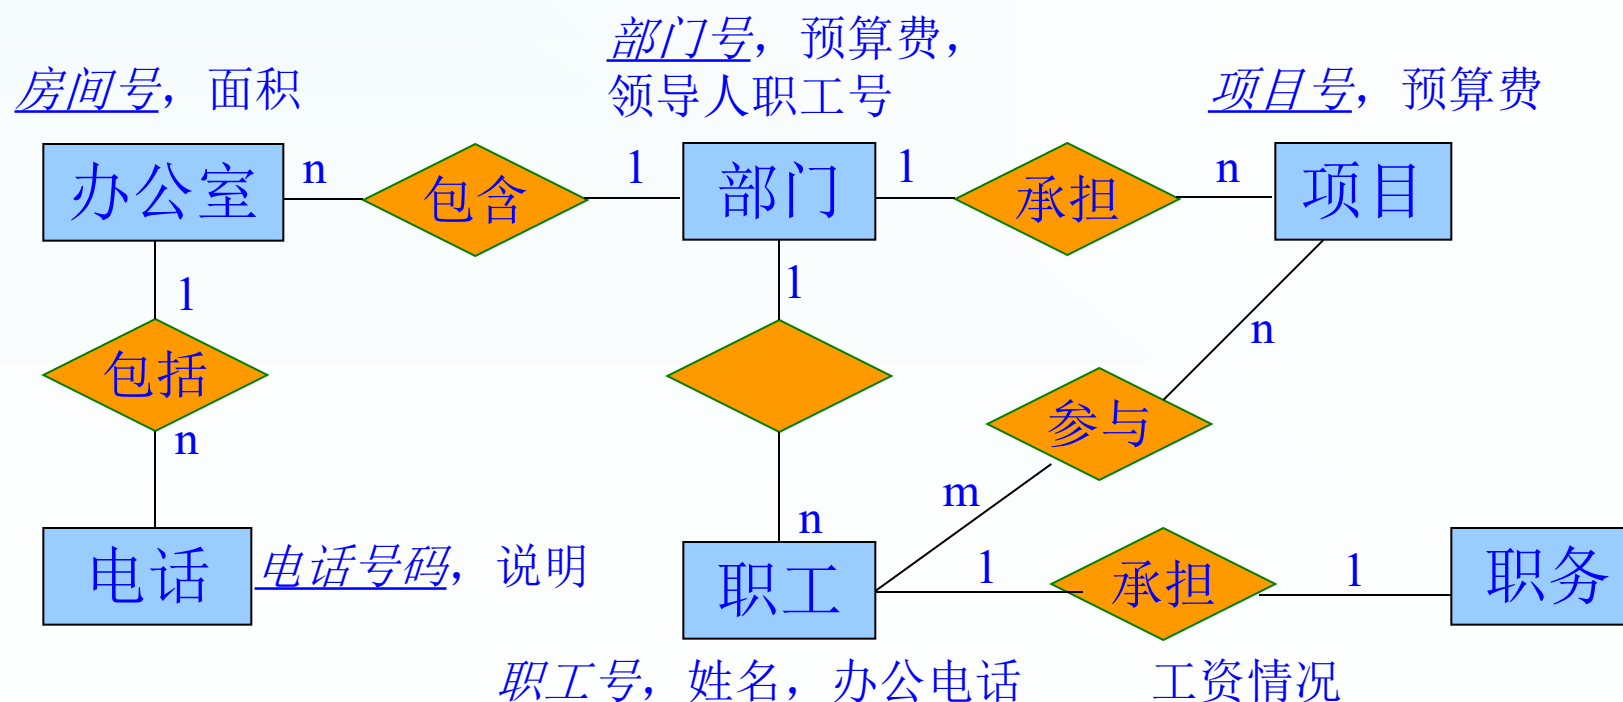 部门号，预算费，
领导人职工号
房间号，面积
项目号，预算费
办公室
n
包含
1
部门
1
承担
n
项目
1
1
n
包括
参与
n
m
n
电话
电话号码，说明
职工
1
承担
1
职务
职工号，姓名，办公电话
工资情况